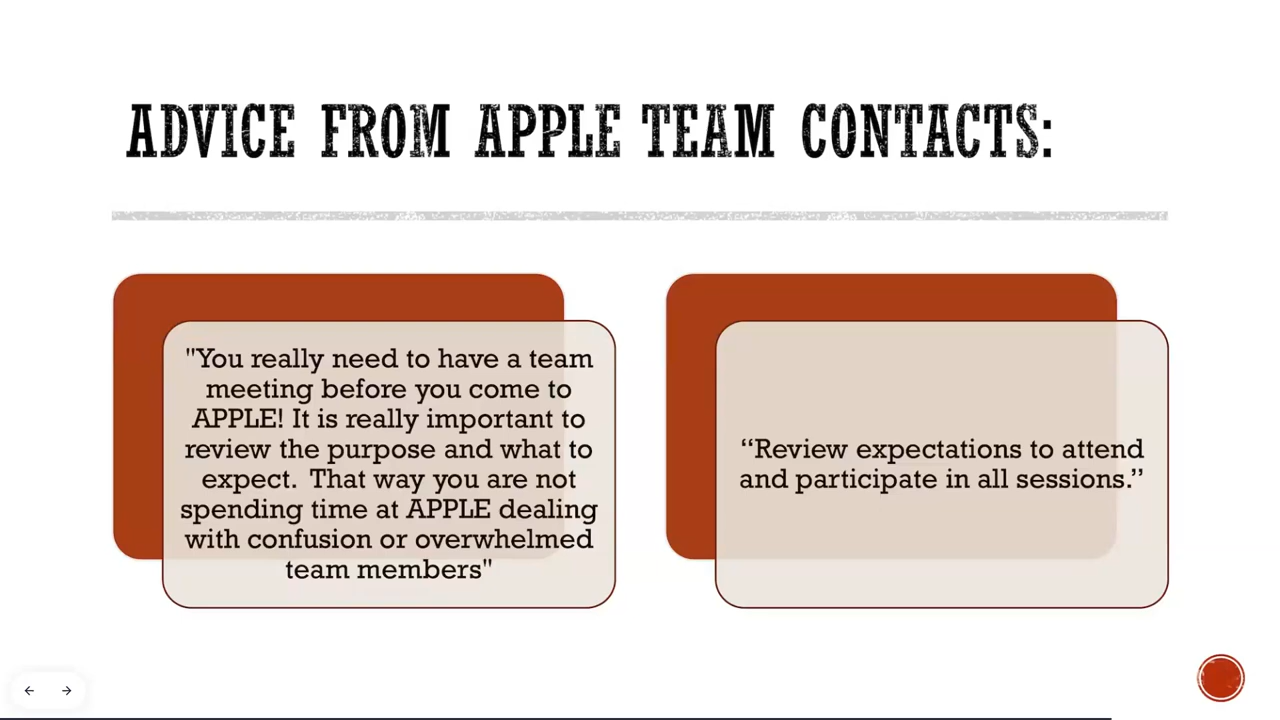 ADVICE FROM APPLE TEAM CONTACTS:
"You really need to have a team
meeting before you come to
APPLE! It is really important to
review the purpose and what to
expect.  That way you are not
spending time at APPLE dealing
with confusion or overwhelmed
team members"
“Review expectations to attend
and participate in all sessions.”